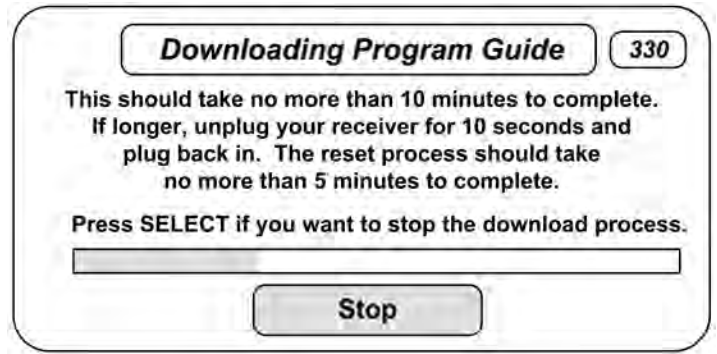 Downloading Program Guide 330
This should take no more than 10 minutes to complete.
If longer, unplug your receiver for 10 seconds and
plug back in. The reset process should take
no more than 5 minutes to complete.
Press SELECT if you want to stop the download process.
Stop